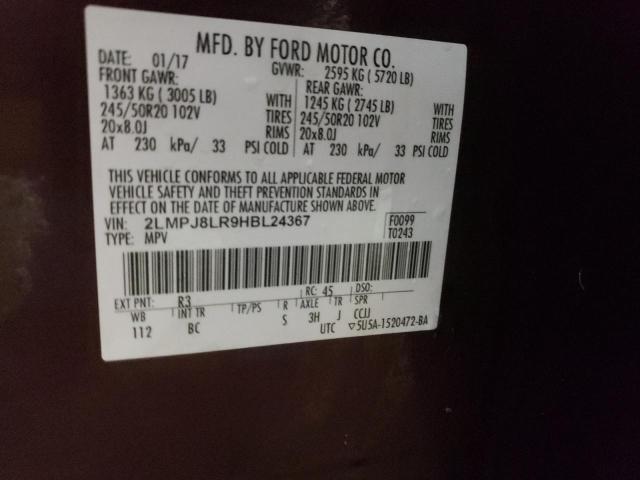 MFD. BY FORD MOTOR CO.
DATE: 01/17 GVWR: 2595 KG ( 5720 LB)
FRONT GAWR: REAR GAWR:
1363 KG ( 3005 LB) WITH 1245 KG ( 2745 LB) WITH
245/50R20 102V TIRES 245/50R20 102V TIRES
20x8.0J RIMS 20x8.0J RIMS
AT 230 kPa/ 33 PSI COLD AT 230 kPa/ 33 PSI COLD
THIS VEHICLE CONFORMS TO ALL APPLICABLE FEDERAL MOTOR
VEHICLE SAFETY AND THEFT PREVENTION STANDARDS IN
EFFECT ON THE DATE OF MANUFACTURE SHOWN ABOVE.
VIN: 2LMPJ8LR9HBL24367 F0099
TYPE: MPV T0243
EXT PNT: R3 RC: 45 DSO:
WB INT TR TP/PS R AXLE TR SPR
112 BC S 3H J CCJJ
UTC ▽5U5A-1520472-BA